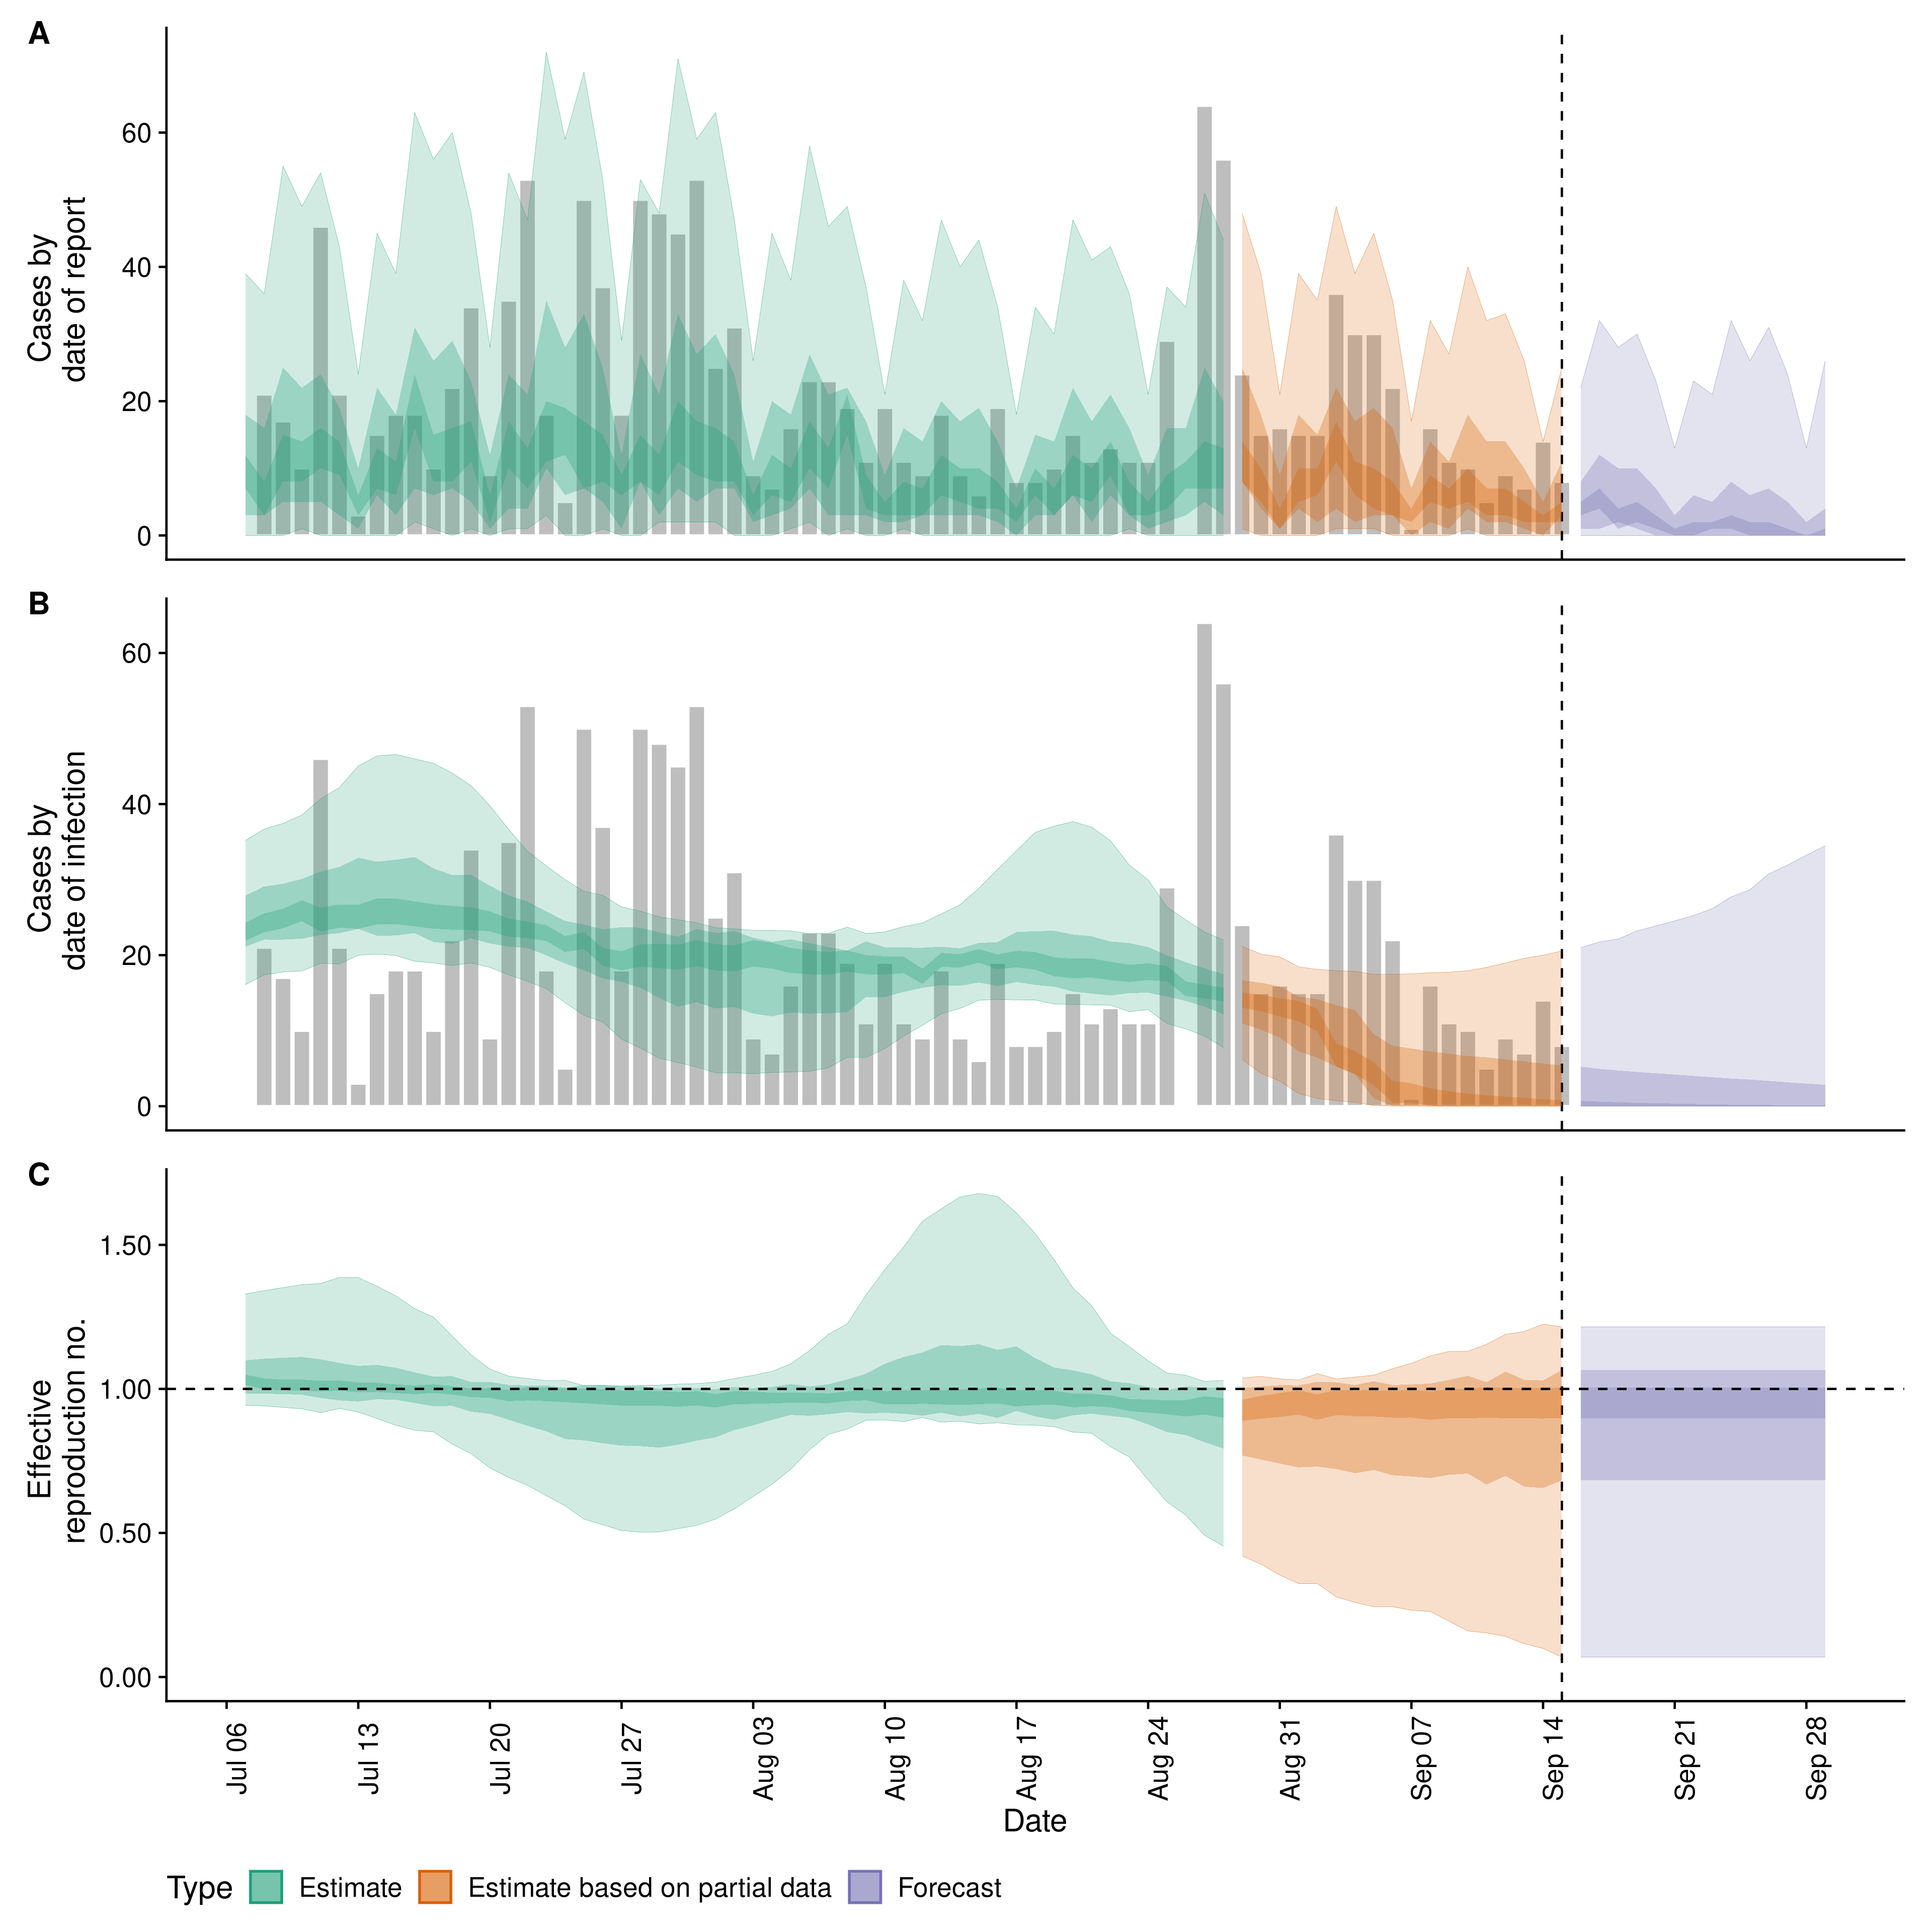 A
Cases by
date of report
60
40
20
0
B
Cases by
date of infection
60
40
20
0
C
Effective
reproduction no.
1.50
1.00
0.50
0.00
Jul 06
Jul 13
Jul 20
Jul 27
Aug 03
Aug 10
Aug 17
Aug 24
Aug 31
Sep 07
Sep 14
Sep 21
Sep 28
Date
Type Estimate Estimate based on partial data Forecast